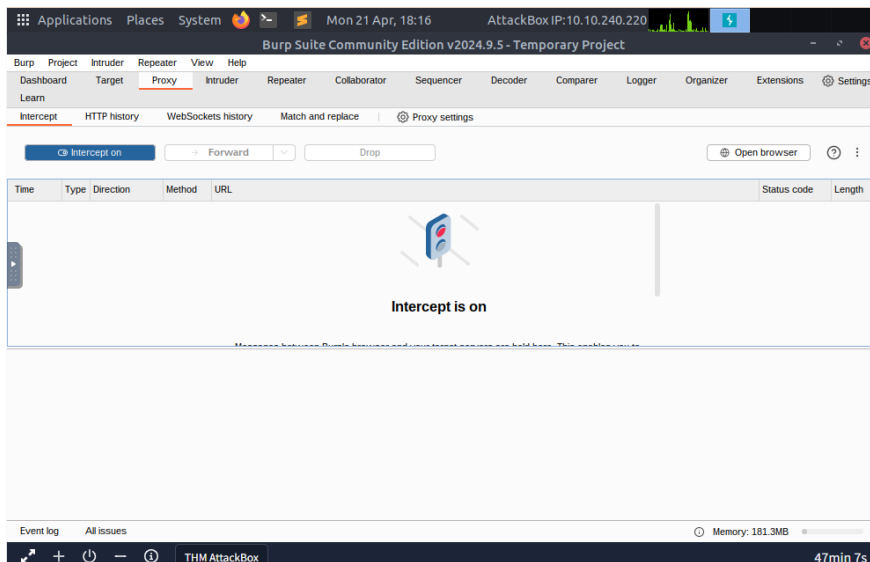 Applications Places System Mon 21 Apr, 18:16 AttackBox IP:10.10.240.220
Burp Suite Community Edition v2024.9.5 - Temporary Project
Burp Project Intruder Repeater View Help
Dashboard Target Proxy Intruder Repeater Collaborator Sequencer Decoder Comparer Logger Organizer Extensions Settings
Learn
Intercept HTTP history WebSockets history Match and replace Proxy settings
Intercept on Forward Drop Open browser
Time Type Direction Method URL Status code Length
Intercept is on
Event log All issues Memory: 181.3MB
THM AttackBox 47min 7s